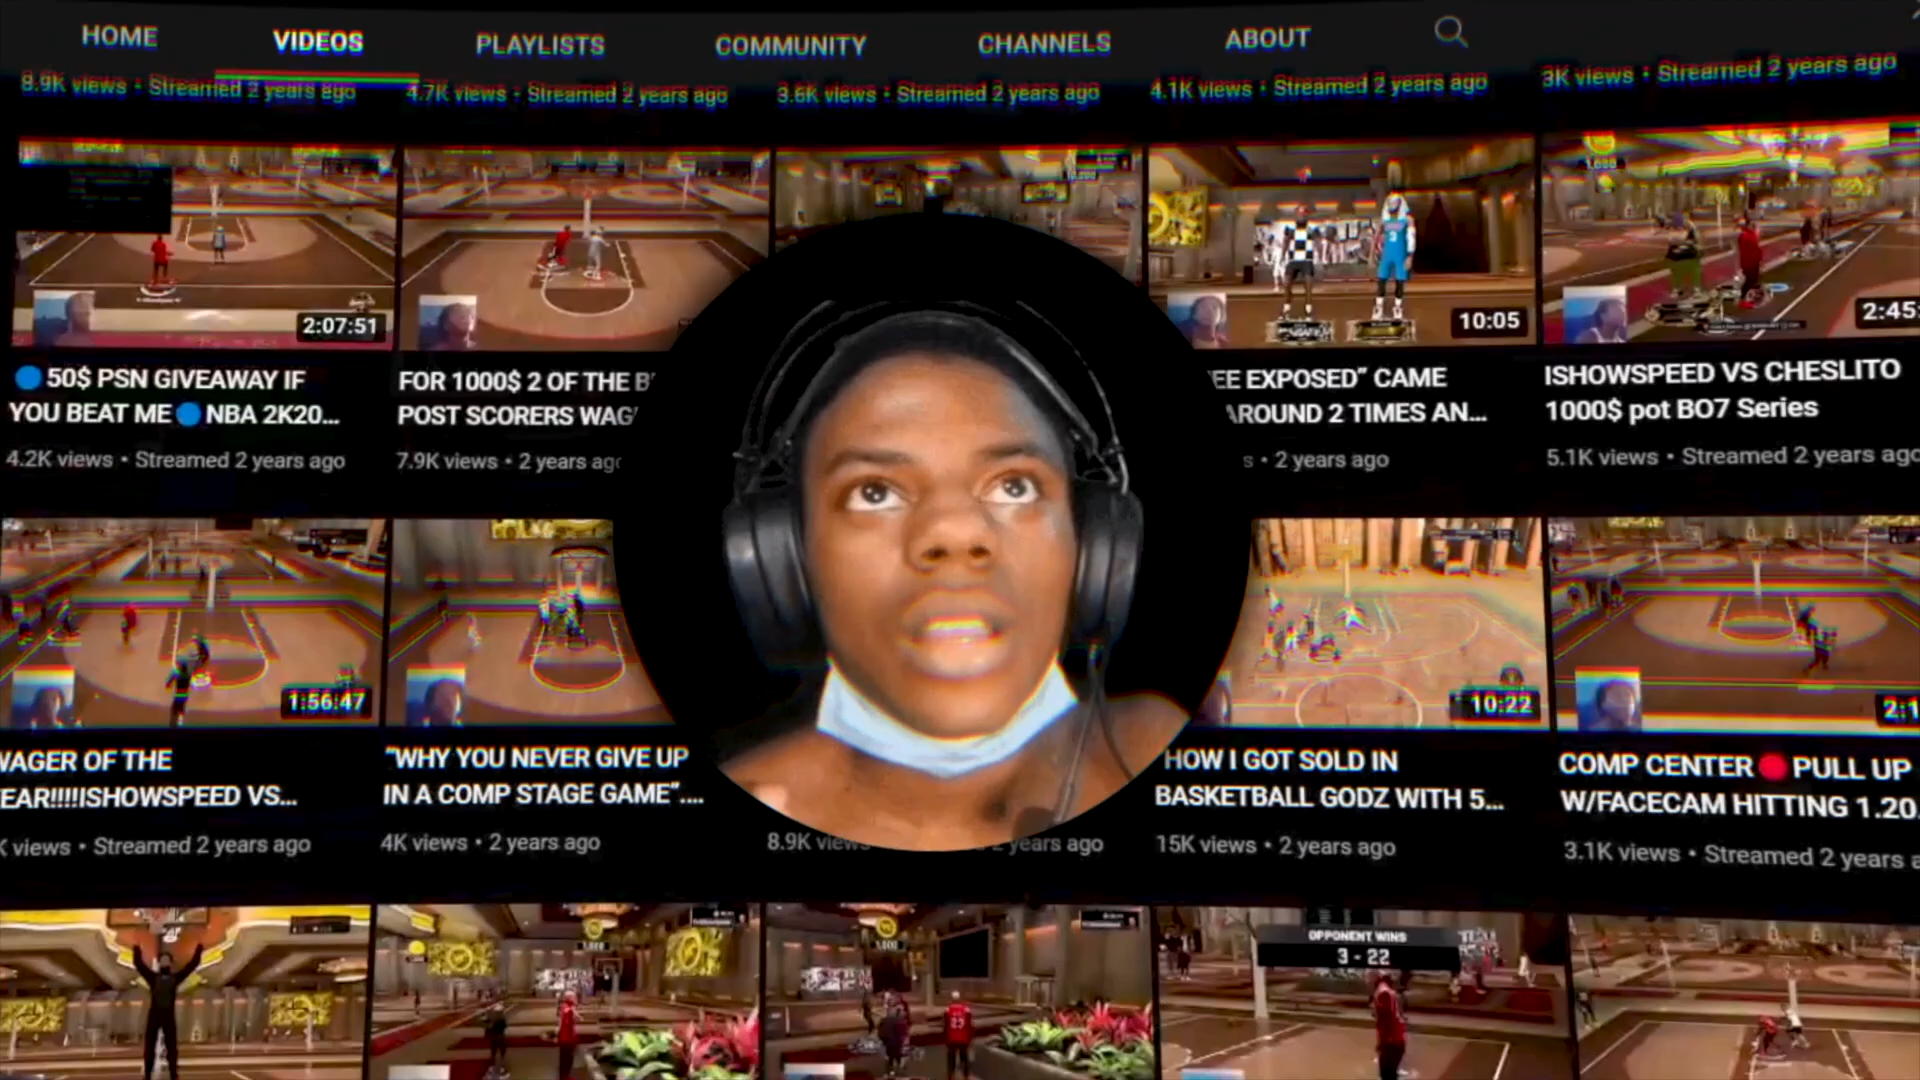 HOME VIDEOS PLAYLISTS COMMUNITY CHANNELS ABOUT
8.9K views • Streamed 2 years ago
4.7K views • Streamed 2 years ago
3.6K views • Streamed 2 years ago
4.1K views • Streamed 2 years ago
3K views • Streamed 2 years ago
2:07:51
10:05
2:45:
50$ PSN GIVEAWAY IF
YOU BEAT ME NBA 2K20...
4.2K views • Streamed 2 years ago
FOR 1000$ 2 OF THE B
POST SCORERS WAG
7.9K views • 2 years ago
EE EXPOSED" CAME
AROUND 2 TIMES AN...
s • 2 years ago
ISHOWSPEED VS CHESLITO
1000$ pot BO7 Series
5.1K views • Streamed 2 years ago
1:56:47
10:22
2:1
WAGER OF THE
EAR!!!!ISHOWSPEED VS...
K views • Streamed 2 years ago
"WHY YOU NEVER GIVE UP
IN A COMP STAGE GAME"....
4K views • 2 years ago
8.9K views
years ago
HOW I GOT SOLD IN
BASKETBALL GODZ WITH 5...
15K views • 2 years ago
COMP CENTER PULL UP
W/FACECAM HITTING 1.20
3.1K views • Streamed 2 years a
OPPONENT WINS
3 - 22
23